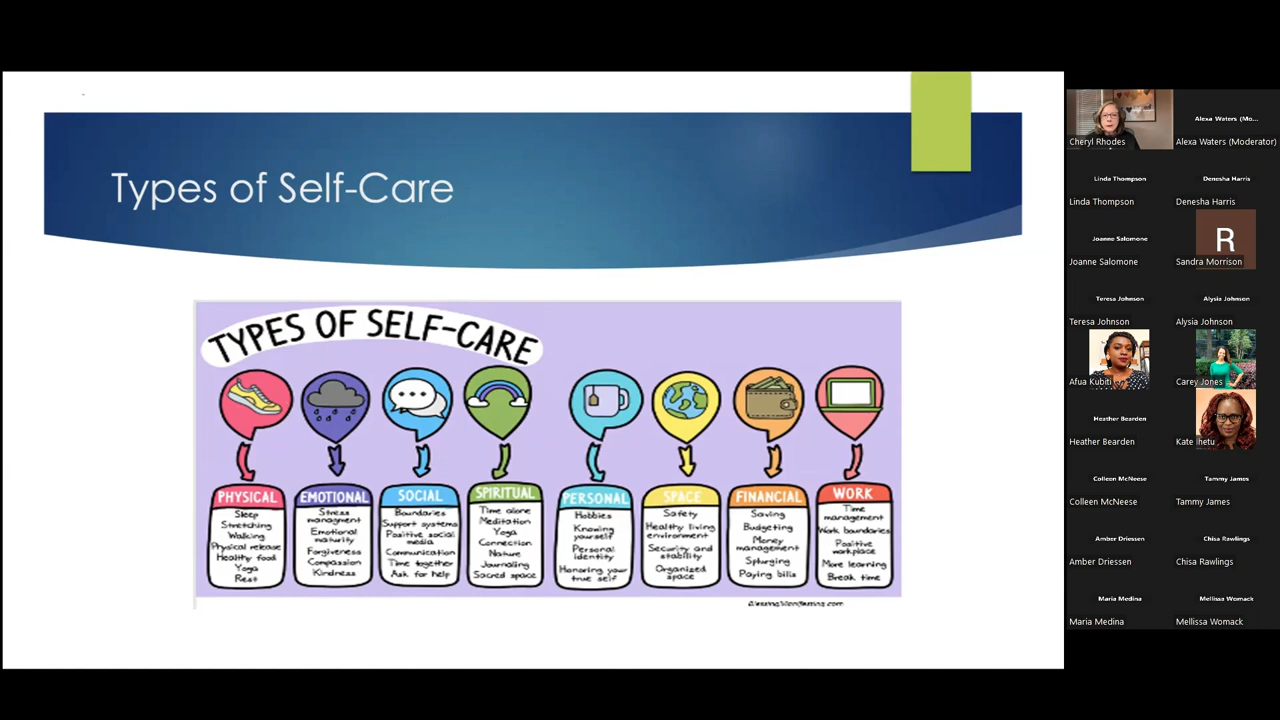 Types of Self-Care
TYPES OF SELF-CARE
PHYSICAL
Sleep
Stretching
Walking
Physical release
Healthy food
Yoga
Rest
EMOTIONAL
Stress
managment
Emotional
maturity
Forgiveness
Compassion
Kindness
SOCIAL
Boundaries
Support systems
Positive social
media
Communication
Time together
Ask for help
SPIRITUAL
Time alone
Meditation
Yoga
Connection
Nature
Journaling
Sacred space
PERSONAL
Hobbies
Knowing
yourself
Personal
identity
Honoring your
true self
SPACE
Safety
Healthy living
environment
Security and
stability
Organized
space
FINANCIAL
Saving
Budgeting
Money
management
Splurging
Paying bills
WORK
Time
management
Work boundaries
Positive
workplace
More learning
Break time
Cheryl Rhodes
Alexa Waters (Mo...
Alexa Waters (Moderator)
Linda Thompson
Linda Thompson
Denesha Harris
Denesha Harris
Joanne Salomone
Joanne Salomone
R
Sandra Morrison
Teresa Johnson
Teresa Johnson
Alysia Johnson
Alysia Johnson
Afua Kubiti
Carey Jones
Heather Bearden
Heather Bearden
Kate Ihetu
Colleen McNeese
Colleen McNeese
Tammy James
Tammy James
Amber Driessen
Amber Driessen
Chisa Rawlings
Chisa Rawlings
Maria Medina
Maria Medina
Mellissa Womack
Mellissa Womack